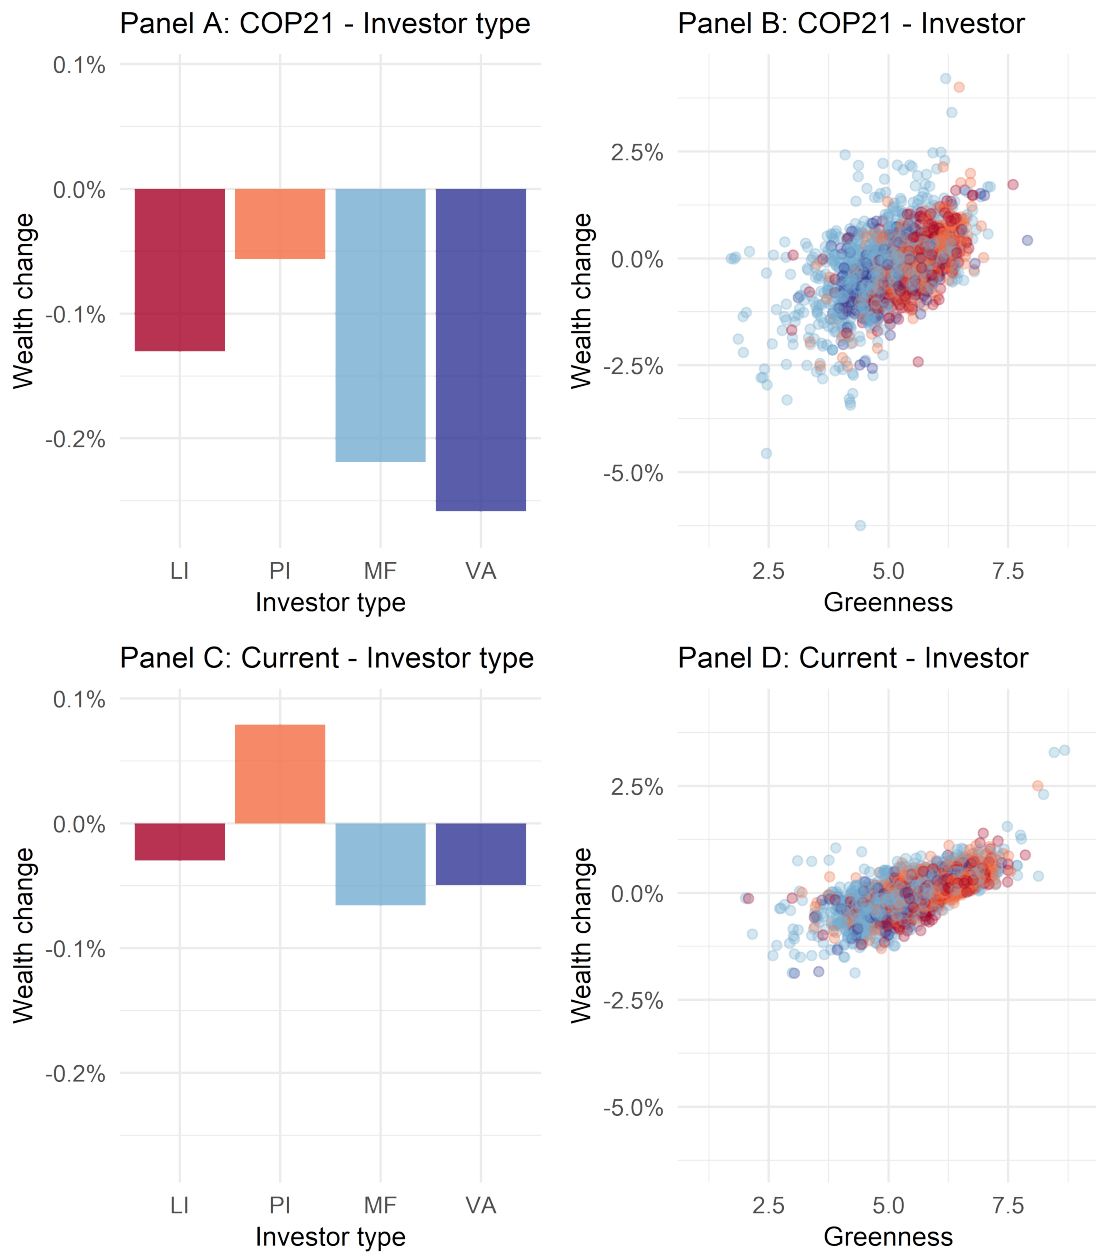 Panel A: COP21 - Investor type
0.1%
0.0%
-0.1%
-0.2%
Wealth change
LI PI MF VA
Investor type
Panel B: COP21 - Investor
2.5%
0.0%
-2.5%
-5.0%
Wealth change
2.5 5.0 7.5
Greenness
Panel C: Current - Investor type
0.1%
0.0%
-0.1%
-0.2%
Wealth change
LI PI MF VA
Investor type
Panel D: Current - Investor
2.5%
0.0%
-2.5%
-5.0%
Wealth change
2.5 5.0 7.5
Greenness